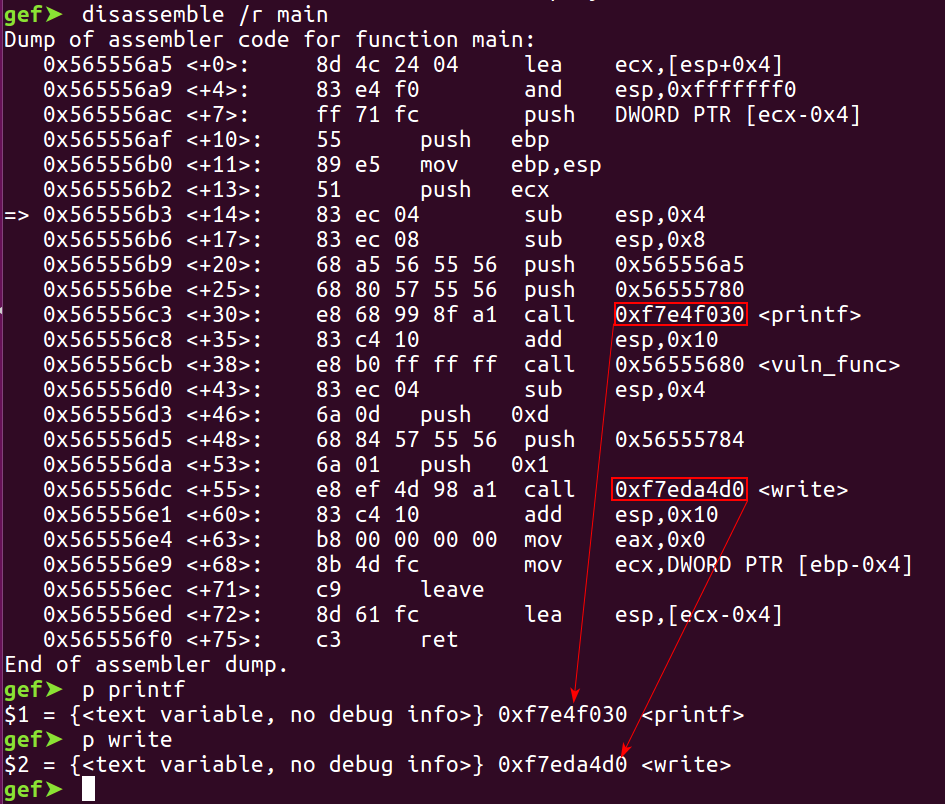 gef➤  disassemble /r main
Dump of assembler code for function main:
   0x565556a5 <+0>:	8d 4c 24 04	lea    ecx,[esp+0x4]
   0x565556a9 <+4>:	83 e4 f0	and    esp,0xfffffff0
   0x565556ac <+7>:	ff 71 fc	push   DWORD PTR [ecx-0x4]
   0x565556af <+10>:	55	push   ebp
   0x565556b0 <+11>:	89 e5	mov    ebp,esp
   0x565556b2 <+13>:	51	push   ecx
=> 0x565556b3 <+14>:	83 ec 04	sub    esp,0x4
   0x565556b6 <+17>:	83 ec 08	sub    esp,0x8
   0x565556b9 <+20>:	68 a5 56 55 56	push   0x565556a5
   0x565556be <+25>:	68 80 57 55 56	push   0x56555780
   0x565556c3 <+30>:	e8 68 99 8f a1	call   0xf7e4f030 <printf>
   0x565556c8 <+35>:	83 c4 10	add    esp,0x10
   0x565556cb <+38>:	e8 b0 ff ff ff	call   0x56555680 <vuln_func>
   0x565556d0 <+43>:	83 ec 04	sub    esp,0x4
   0x565556d3 <+46>:	6a 0d	push   0xd
   0x565556d5 <+48>:	68 84 57 55 56	push   0x56555784
   0x565556da <+53>:	6a 01	push   0x1
   0x565556dc <+55>:	e8 ef 4d 98 a1	call   0xf7eda4d0 <write>
   0x565556e1 <+60>:	83 c4 10	add    esp,0x10
   0x565556e4 <+63>:	b8 00 00 00 00	mov    eax,0x0
   0x565556e9 <+68>:	8b 4d fc	mov    ecx,DWORD PTR [ebp-0x4]
   0x565556ec <+71>:	c9	leave
   0x565556ed <+72>:	8d 61 fc	lea    esp,[ecx-0x4]
   0x565556f0 <+75>:	c3	ret
End of assembler dump.
gef➤  p printf
$1 = {<text variable, no debug info>} 0xf7e4f030 <printf>
gef➤  p write
$2 = {<text variable, no debug info>} 0xf7eda4d0 <write>
gef➤